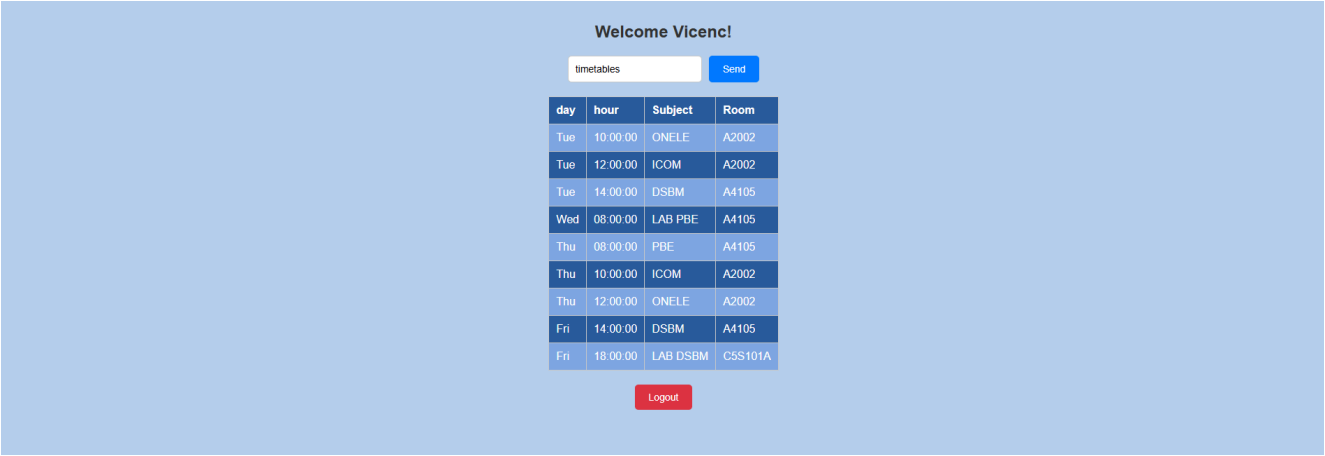 Welcome Vicenc!
timetables Send
day hour Subject Room
Tue 10:00:00 ONELE A2002
Tue 12:00:00 ICOM A2002
Tue 14:00:00 DSBM A4105
Wed 08:00:00 LAB PBE A4105
Thu 08:00:00 PBE A4105
Thu 10:00:00 ICOM A2002
Thu 12:00:00 ONELE A2002
Fri 14:00:00 DSBM A4105
Fri 18:00:00 LAB DSBM C5S101A
Logout